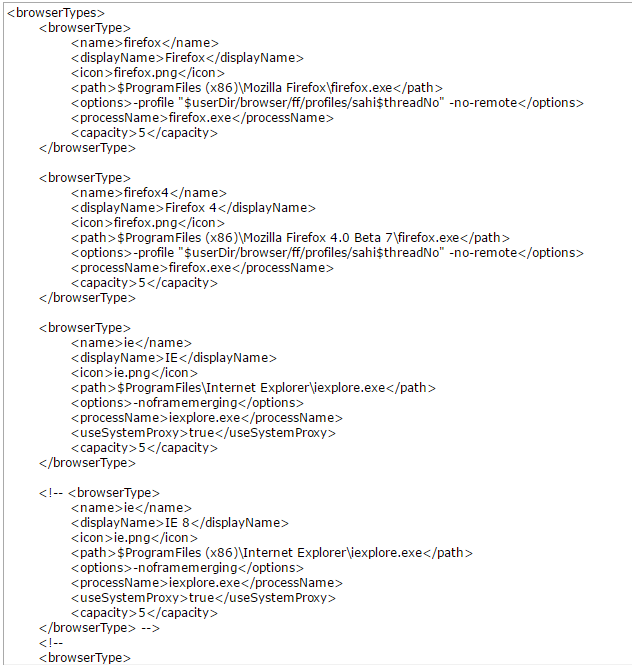 <browserTypes>
<browserType>
<name>firefox</name>
<displayName>Firefox</displayName>
<icon>firefox.png</icon>
<path>$ProgramFiles (x86)\Mozilla Firefox\firefox.exe</path>
<options>-profile "$userDir/browser/ff/profiles/sahi$threadNo" -no-remote</options>
<processName>firefox.exe</processName>
<capacity>5</capacity>
</browserType>
<browserType>
<name>firefox4</name>
<displayName>Firefox 4</displayName>
<icon>firefox.png</icon>
<path>$ProgramFiles (x86)\Mozilla Firefox 4.0 Beta 7\firefox.exe</path>
<options>-profile "$userDir/browser/ff/profiles/sahi$threadNo" -no-remote</options>
<processName>firefox.exe</processName>
<capacity>5</capacity>
</browserType>
<browserType>
<name>ie</name>
<displayName>IE</displayName>
<icon>ie.png</icon>
<path>$ProgramFiles\Internet Explorer\iexplore.exe</path>
<options>-noframemerging</options>
<processName>iexplore.exe</processName>
<useSystemProxy>true</useSystemProxy>
<capacity>5</capacity>
</browserType>
<!-- <browserType>
<name>ie</name>
<displayName>IE 8</displayName>
<icon>ie.png</icon>
<path>$ProgramFiles (x86)\Internet Explorer\iexplore.exe</path>
<options>-noframemerging</options>
<processName>iexplore.exe</processName>
<useSystemProxy>true</useSystemProxy>
<capacity>5</capacity>
</browserType> -->
<!--
<browserType>